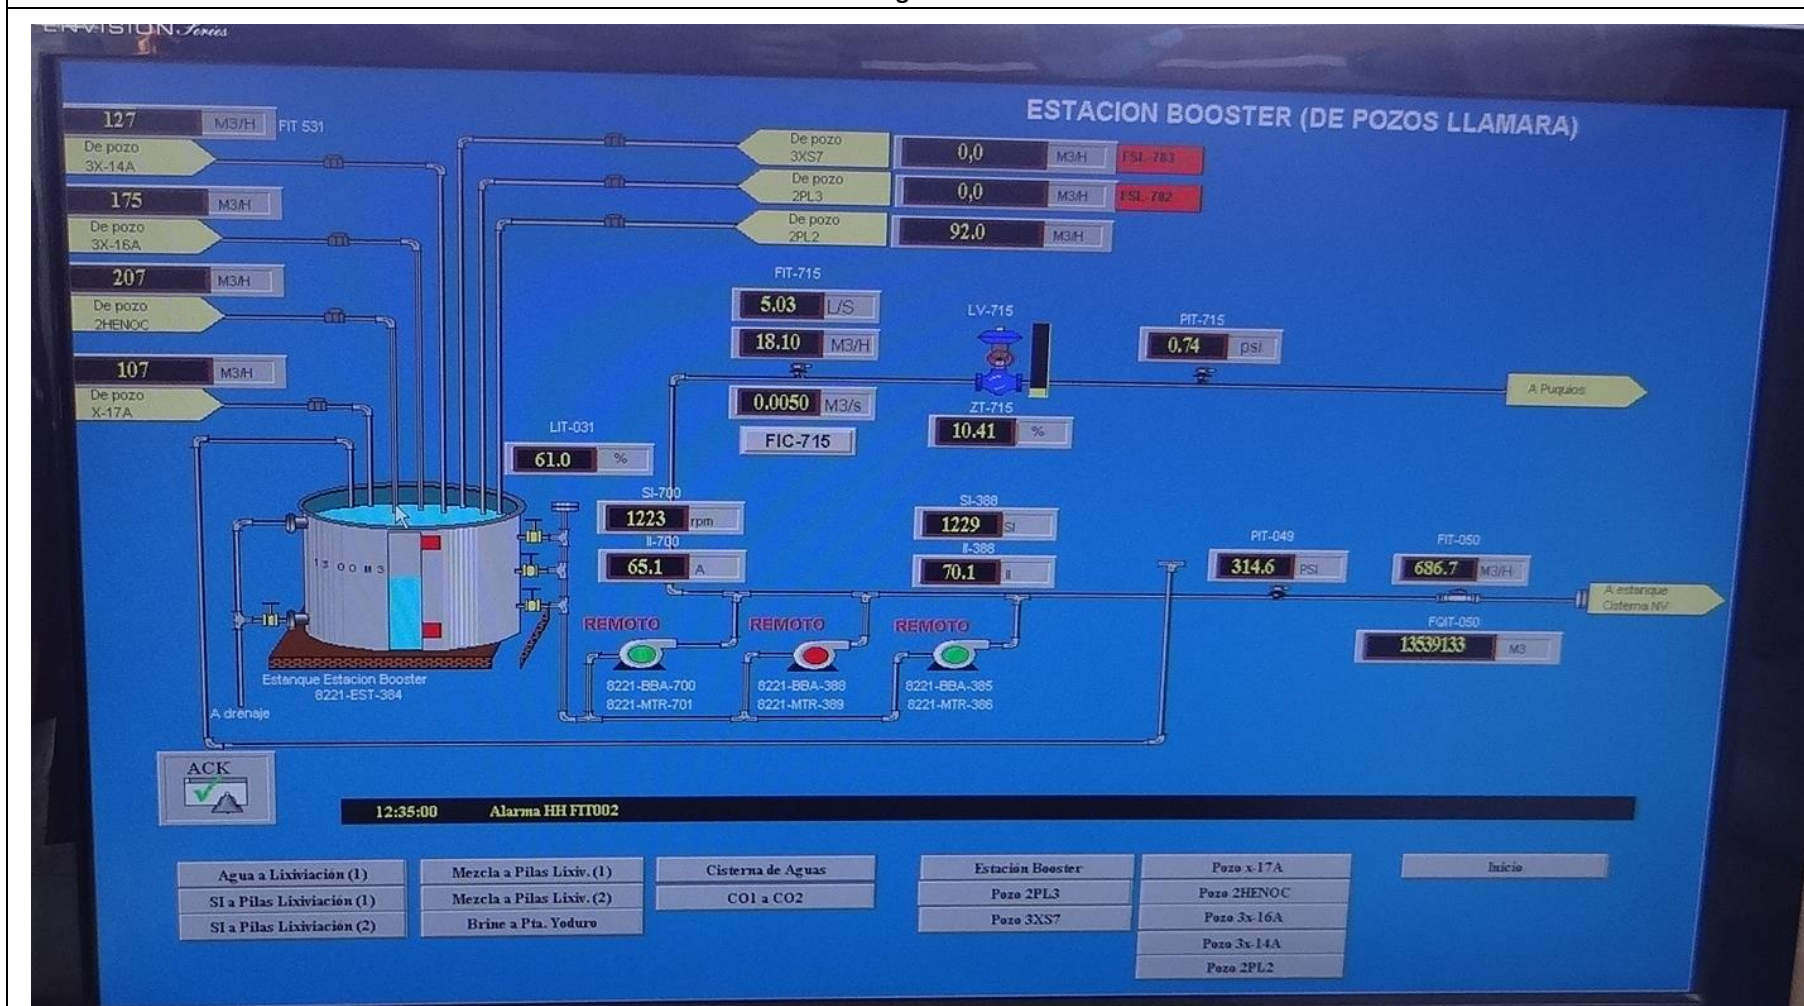 ENVISION Series
ESTACION BOOSTER (DE POZOS LLAMARA)
127 M3/H FIT 531
De pozo
3X-14A
175 M3/H
De pozo
3X-16A
207 M3/H
De pozo
2HENOC
107 M3/H
De pozo
X-17A
De pozo
3XS7
0,0 M3/H FSL-783
De pozo
2PL3
0,0 M3/H FSL-782
De pozo
2PL2
92.0 M3/H
FIT-715
5.03 L/S
18.10 M3/H
0.0050 M3/s
FIC-715
LV-715
ZT-715
10.41 %
PIT-715
0.74 psi
A Puquios
LIT-031
61.0 %
SI-700
1223 rpm
II-700
65.1 A
SI-388
1229 SI
II-388
70.1 II
PIT-049
314.6 PSI
FIT-050
686.7 M3/H
A estanque
Cisterna NV
FQIT-050
13539133 M3
1500 M3
REMOTO
REMOTO
REMOTO
8221-BBA-700
8221-MTR-701
8221-BBA-388
8221-MTR-389
8221-BBA-385
8221-MTR-386
Estanque Estacion Booster
8221-EST-384
A drenaje
ACK
12:35:00 Alarma HH FIT002
Agua a Lixiviación (1)
SI a Pilas Lixiviación (1)
SI a Pilas Lixiviación (2)
Mezcla a Pilas Lixiv. (1)
Mezcla a Pilas Lixiv. (2)
Brine a Pta. Yoduro
Cisterna de Aguas
CO1 a CO2
Estación Booster
Pozo 2PL3
Pozo 3XS7
Pozo x-17A
Pozo 2HENOC
Pozo 3x-16A
Pozo 3x-14A
Pozo 2PL2
Inicio